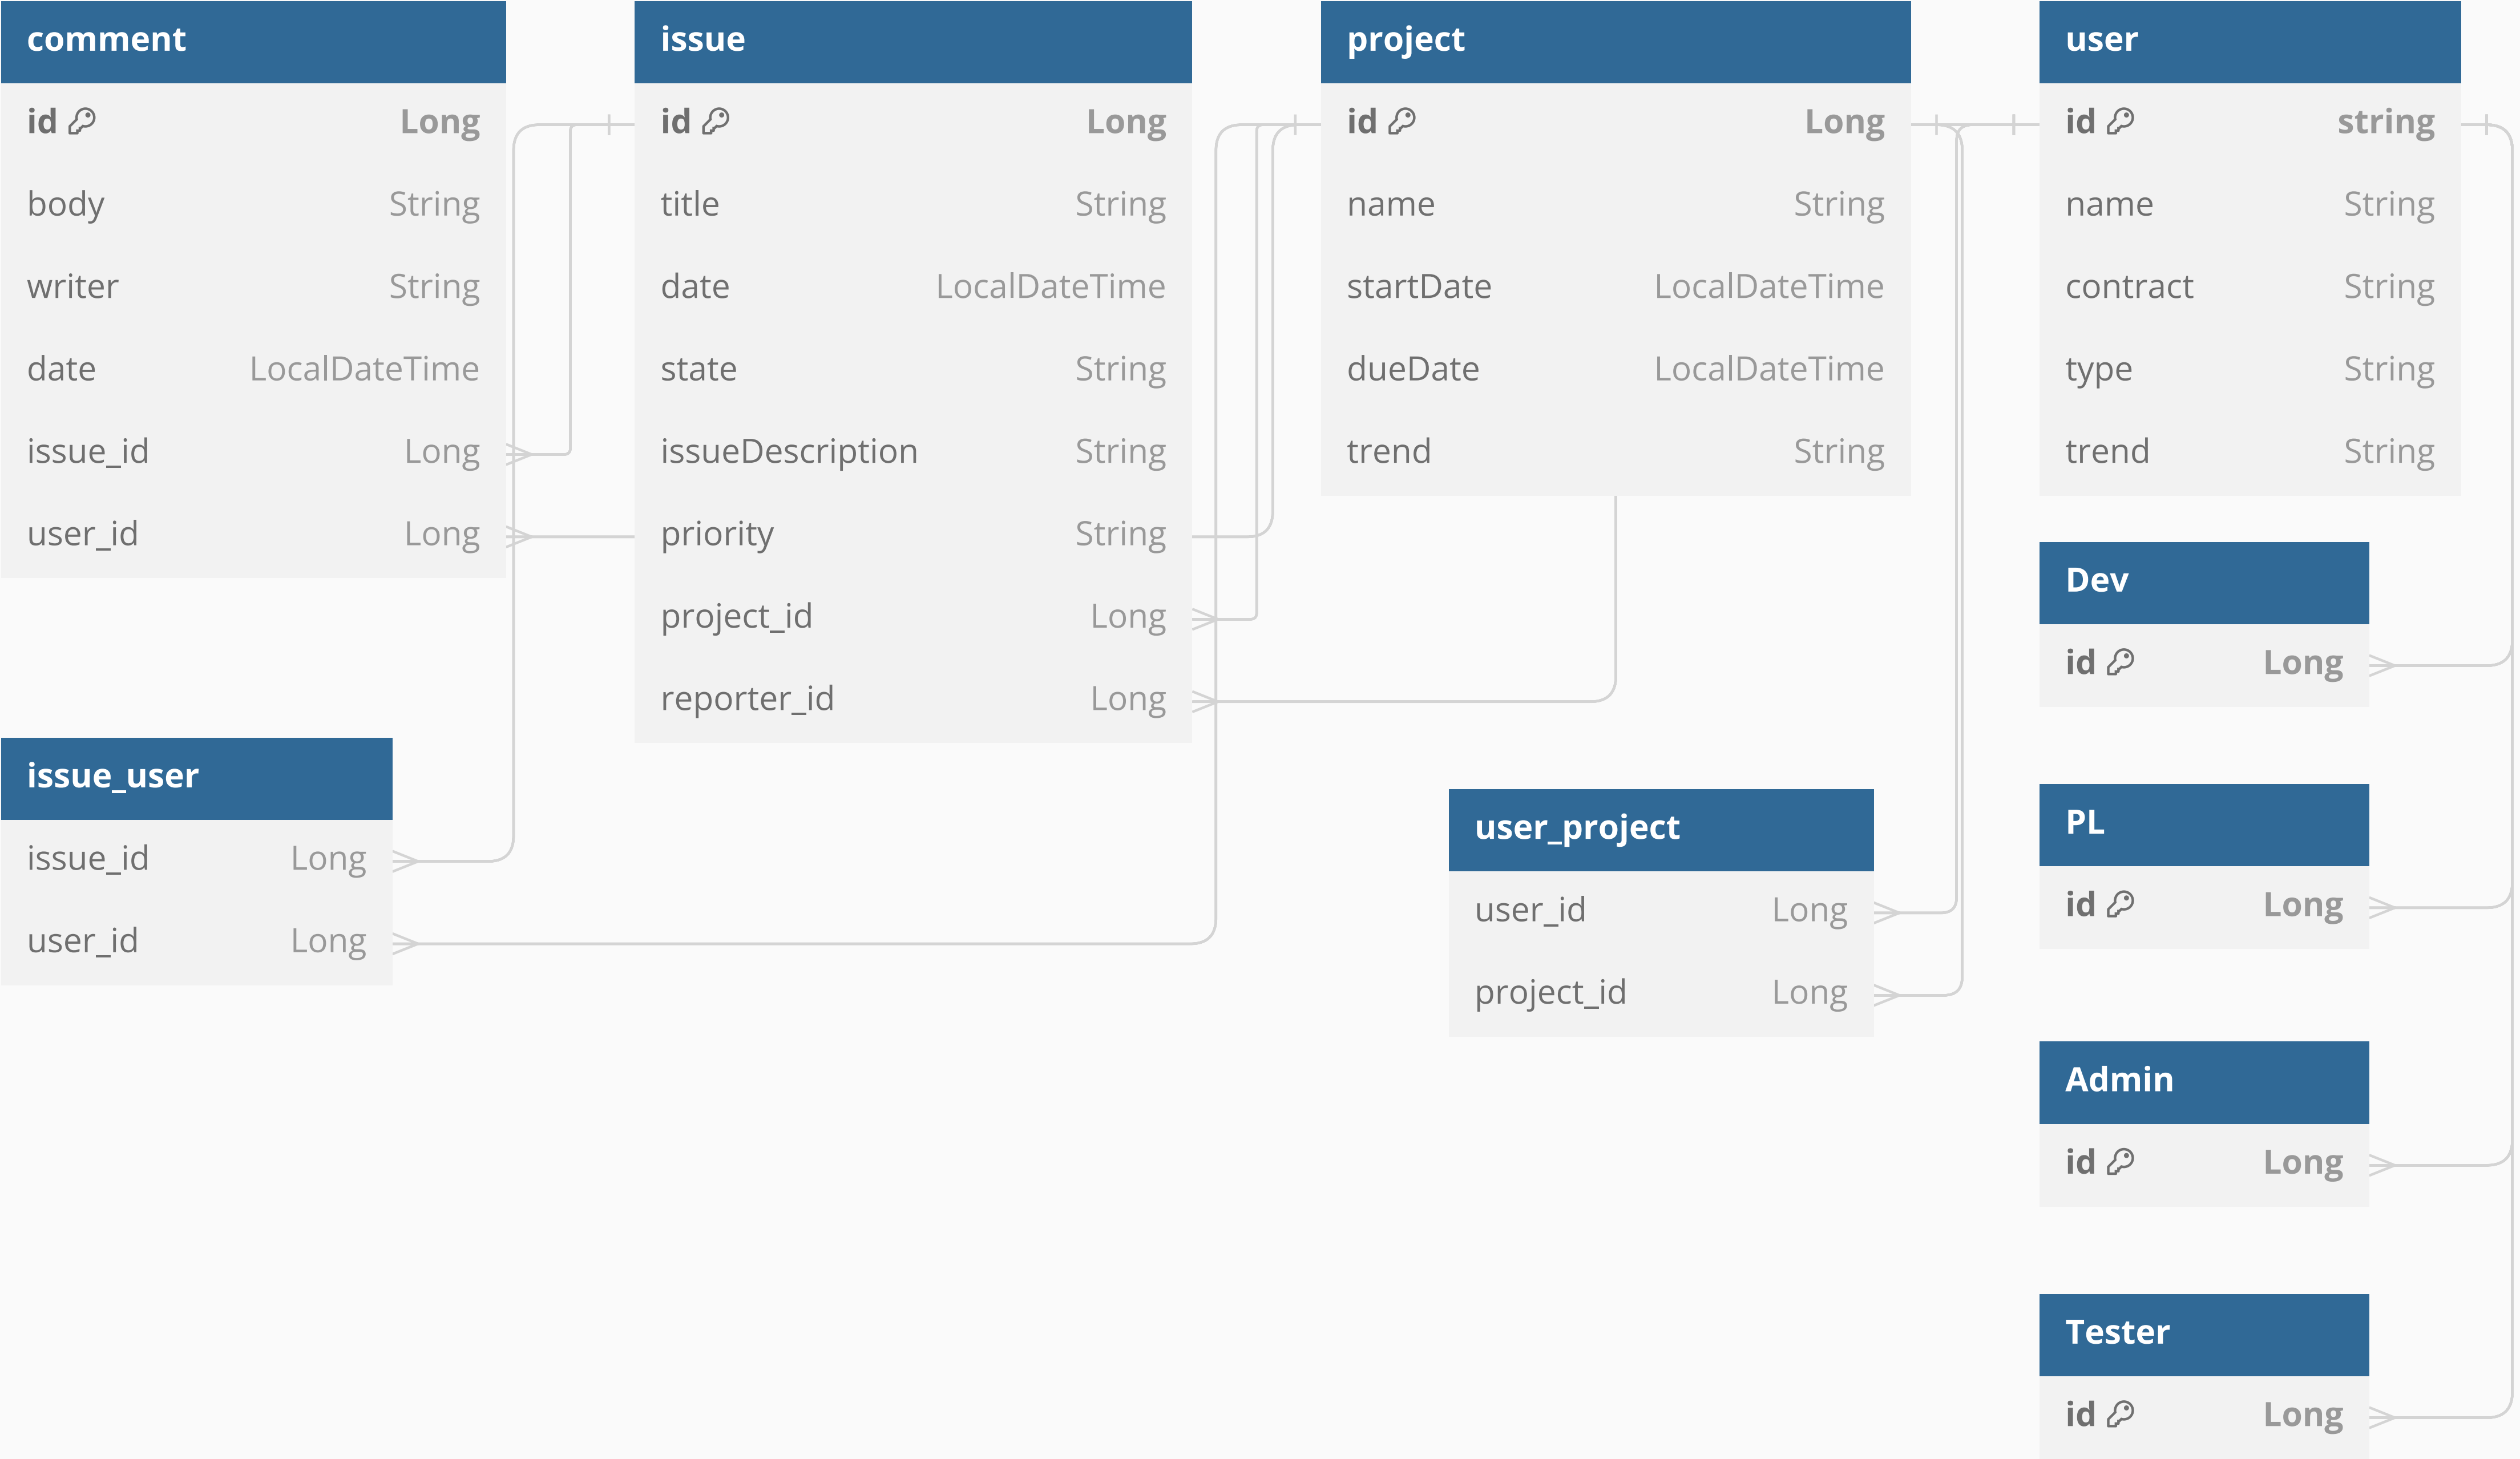 comment
id Long
body String
writer String
date LocalDateTime
issue_id Long
user_id Long
issue
id Long
title String
date LocalDateTime
state String
issueDescription String
priority String
project_id Long
reporter_id Long
project
id Long
name String
startDate LocalDateTime
dueDate LocalDateTime
trend String
user
id string
name String
contract String
type String
trend String
Dev
id Long
issue_user
issue_id Long
user_id Long
user_project
user_id Long
project_id Long
PL
id Long
Admin
id Long
Tester
id Long